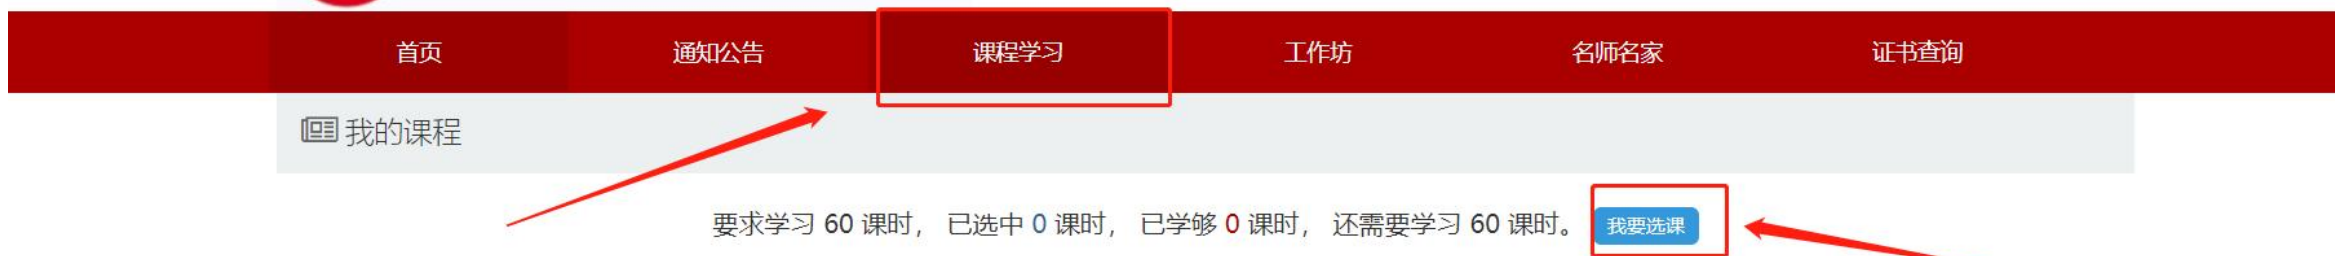 首页 通知公告 课程学习 工作坊 名师名家 证书查询
我的课程
要求学习 60 课时， 已选中 0 课时， 已学够 0 课时， 还需要学习 60 课时。 我要选课